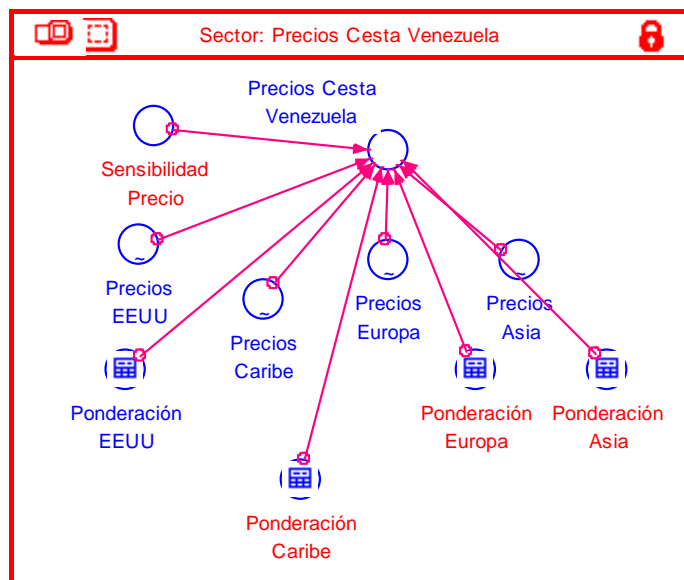 Sector: Precios Cesta Venezuela
Precios Cesta
Venezuela
Sensibilidad
Precio
Precios
EEUU
Precios
Caribe
Precios
Europa
Precios
Asia
Ponderación
EEUU
Ponderación
Europa
Ponderación
Asia
Ponderación
Caribe